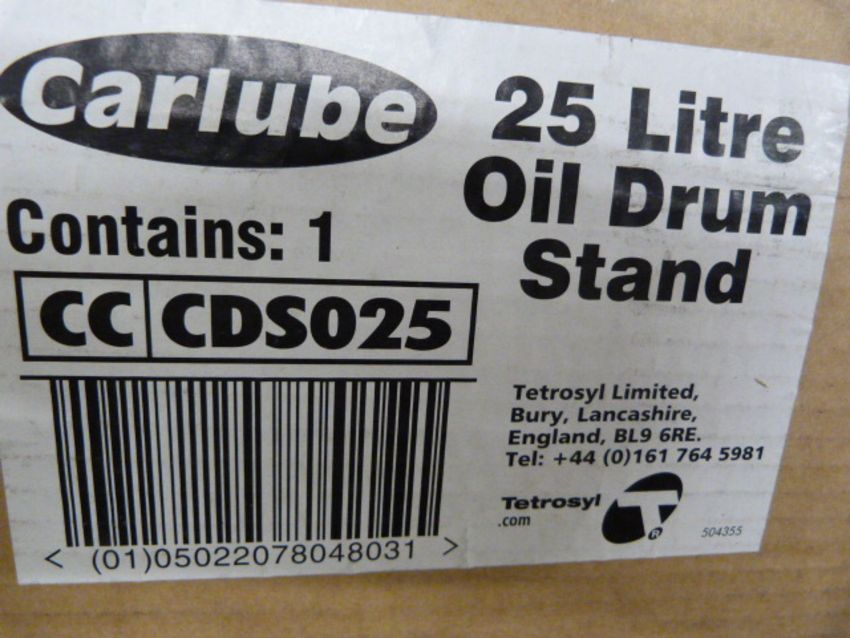 Carlube
25 Litre
Oil Drum
Stand
Contains: 1
CC CDS025
< (01)05022078048031 >
Tetrosyl Limited,
Bury, Lancashire,
England, BL9 6RE.
Tel: +44 (0)161 764 5981
Tetrosyl
.com
T
®
504355